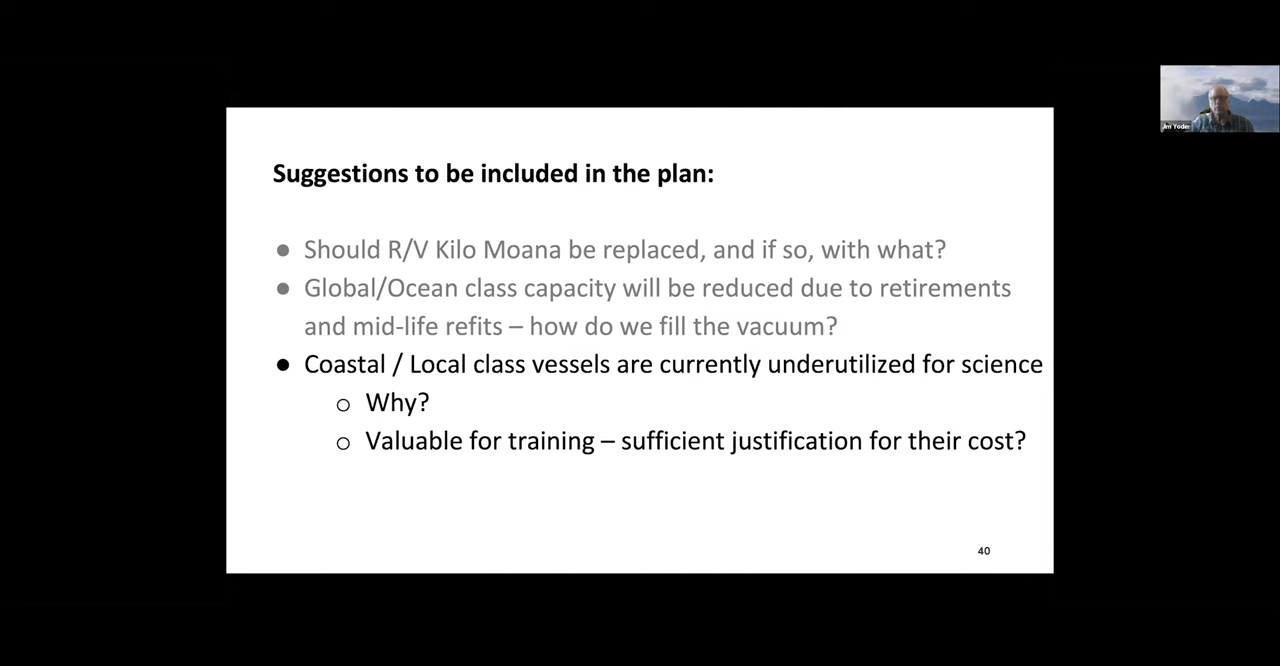 Suggestions to be included in the plan:
● Should R/V Kilo Moana be replaced, and if so, with what?
● Global/Ocean class capacity will be reduced due to retirements
and mid-life refits – how do we fill the vacuum?
● Coastal / Local class vessels are currently underutilized for science
o Why?
o Valuable for training – sufficient justification for their cost?
40
Jim Yoder